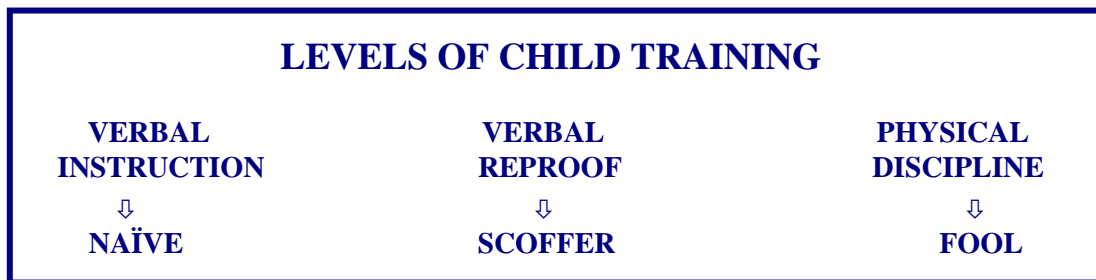 LEVELS OF CHILD TRAINING
VERBAL VERBAL PHYSICAL
INSTRUCTION REPROOF DISCIPLINE
⇩ ⇩ ⇩
NAÏVE SCOFFER FOOL